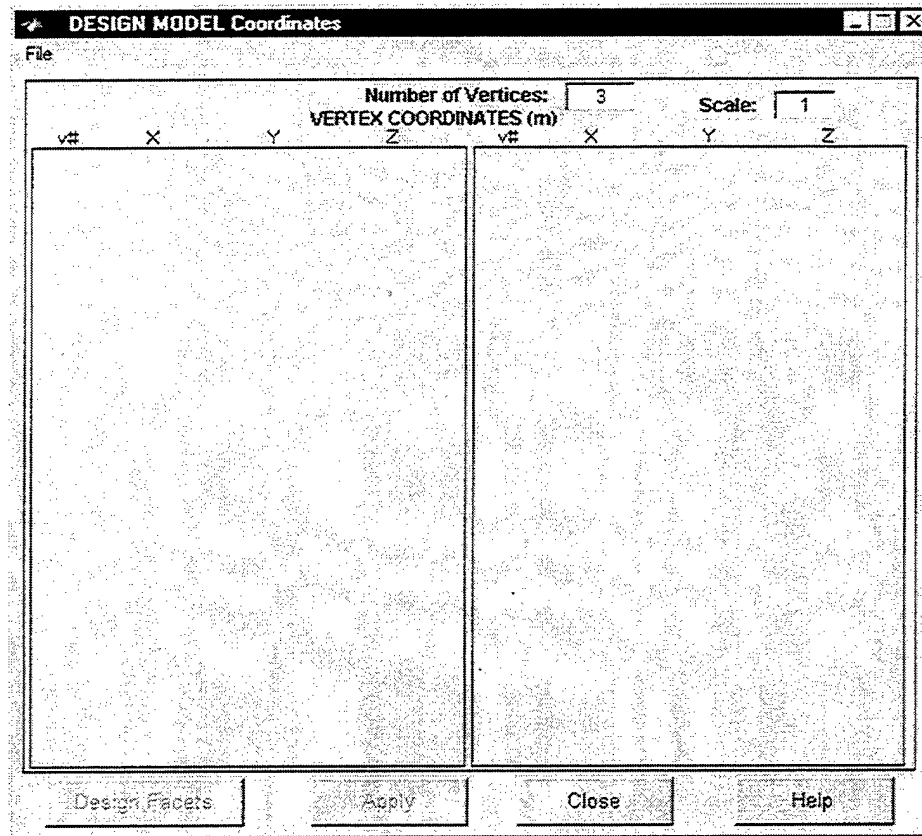 DESIGN MODEL Coordinates
File
Number of Vertices: 3 Scale: 1
VERTEX COORDINATES (m)
v# X Y Z v# X Y Z
Design Facets Apply Close Help